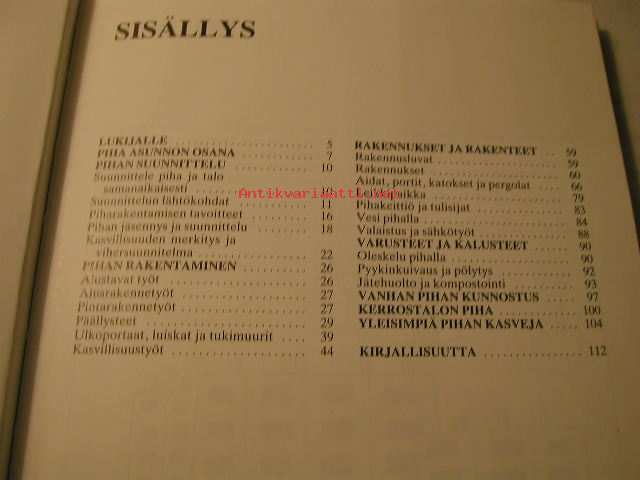 SISÄLLYS
LUKIJALLE 5
PIHA ASUNNON OSANA 7
PIHAN SUUNNITTELU 10
Suunnittele piha ja talo
samanaikaisesti 10
Suunnittelun lähtökohdat 11
Piharakentamisen tavoitteet 16
Pihan jäsennys ja suunnittelu 18
Kasvillisuuden merkitys ja
vihersuunnitelma 22
PIHAN RAKENTAMINEN 26
Alustavat työt 26
Aluerakennetyöt 27
Pintarakennetyöt 27
Päällysteet 29
Ulkoportaat, luiskat ja tukimuurit 39
Kasvillisuustyöt 44
RAKENNUKSET JA RAKENTEET 59
Rakennusluvat 59
Rakennukset 60
Aidat, portit, katokset ja pergolat 66
Leikkipaikka 79
Pihakeittiö ja tulisijat 83
Vesi pihalla 84
Valaistus ja sähkötyöt 88
VARUSTEET JA KALUSTEET 90
Oleskelu pihalla 90
Pyykinkuivaus ja pölytys 92
Jätehuolto ja kompostointi 93
VANHAN PIHAN KUNNOSTUS 97
KERROSTALON PIHA 100
YLEISIMPIÄ PIHAN KASVEJA 104
KIRJALLISUUTTA 112